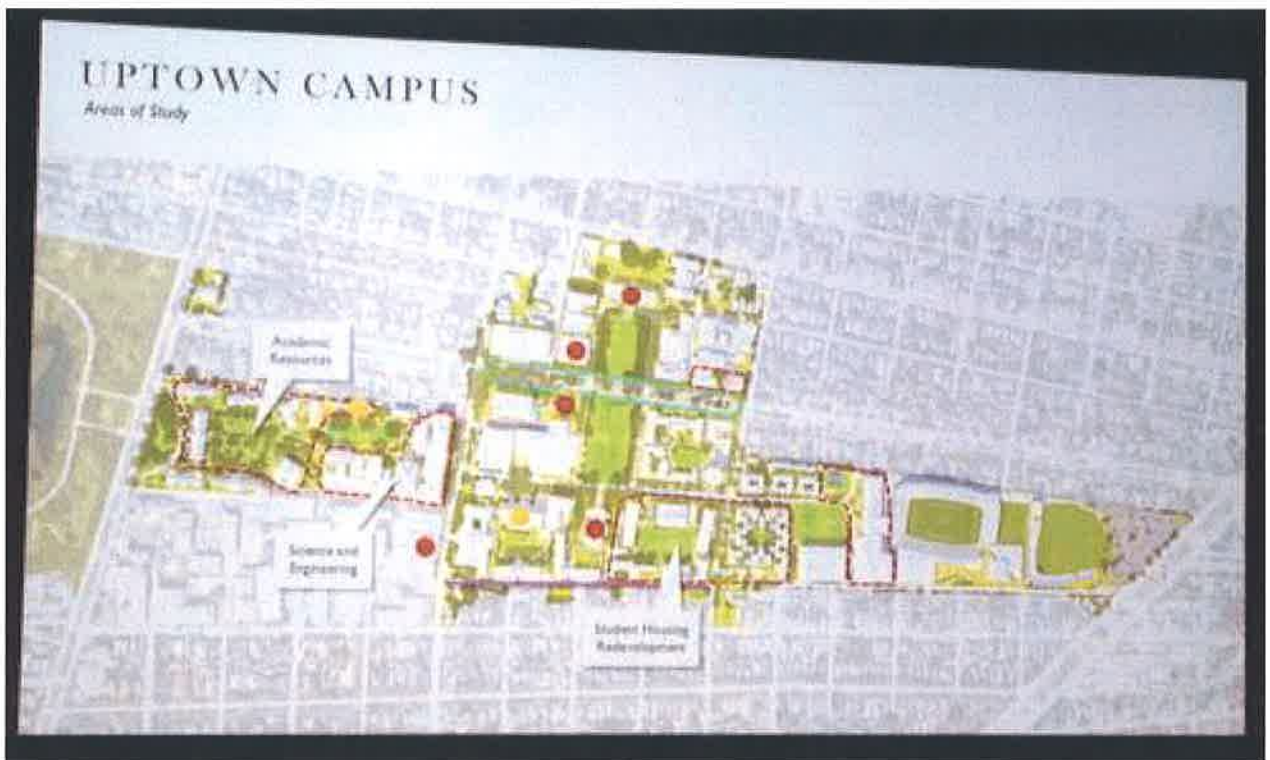 UPTOWN CAMPUS
Areas of Study
Academic
Resources
Science and
Engineering
Student Housing
Redevelopment